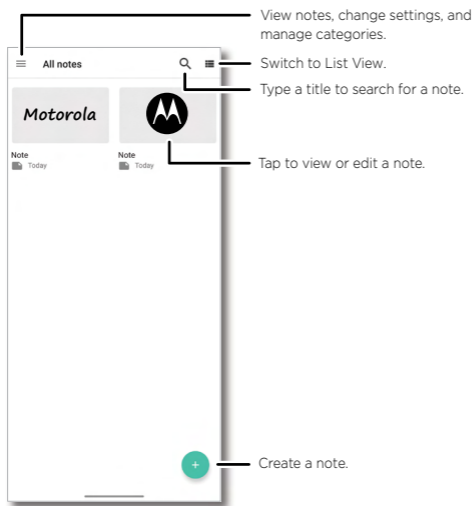 View notes, change settings, and
manage categories.
All notes
Switch to List View.
Type a title to search for a note.
Motorola
Note
Today
Note
Today
Tap to view or edit a note.
Create a note.